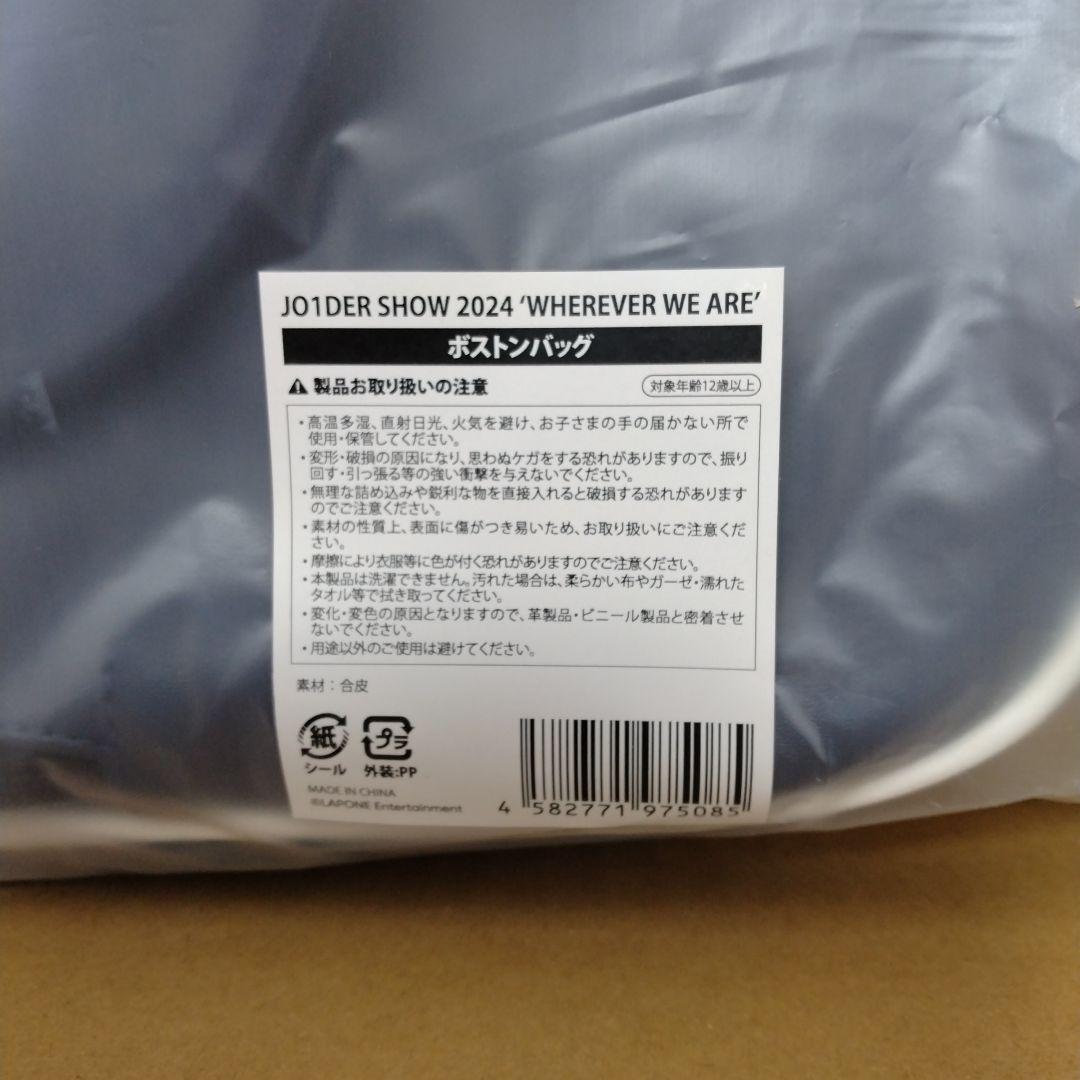 JO1DER SHOW 2024 ‘WHEREVER WE ARE’
ボストンバッグ
⚠ 製品お取り扱いの注意
対象年齢12歳以上
・高温多湿、直射日光、火気を避け、お子さまの手の届かない所で
使用・保管してください。
・変形・破損の原因になり、思わぬケガをする恐れがありますので、振り
回す・引っ張る等の強い衝撃を与えないでください。
・無理な詰め込みや鋭利な物を直接入れると破損する恐れがあります
のでご注意ください。
・素材の性質上、表面に傷がつき易いため、お取り扱いにご注意くだ
さい。
・摩擦により衣服等に色が付く恐れがありますのでご注意ください。
・本製品は洗濯できません。汚れた場合は、柔らかい布やガーゼ・濡れた
タオル等で拭き取ってください。
・変化・変色の原因となりますので、革製品・ビニール製品と密着させ
ないでください。
・用途以外のご使用は避けてください。
素材：合皮
紙 プラ
シール 外装:PP
MADE IN CHINA
©LAPONE Entertainment
4 582771 975085